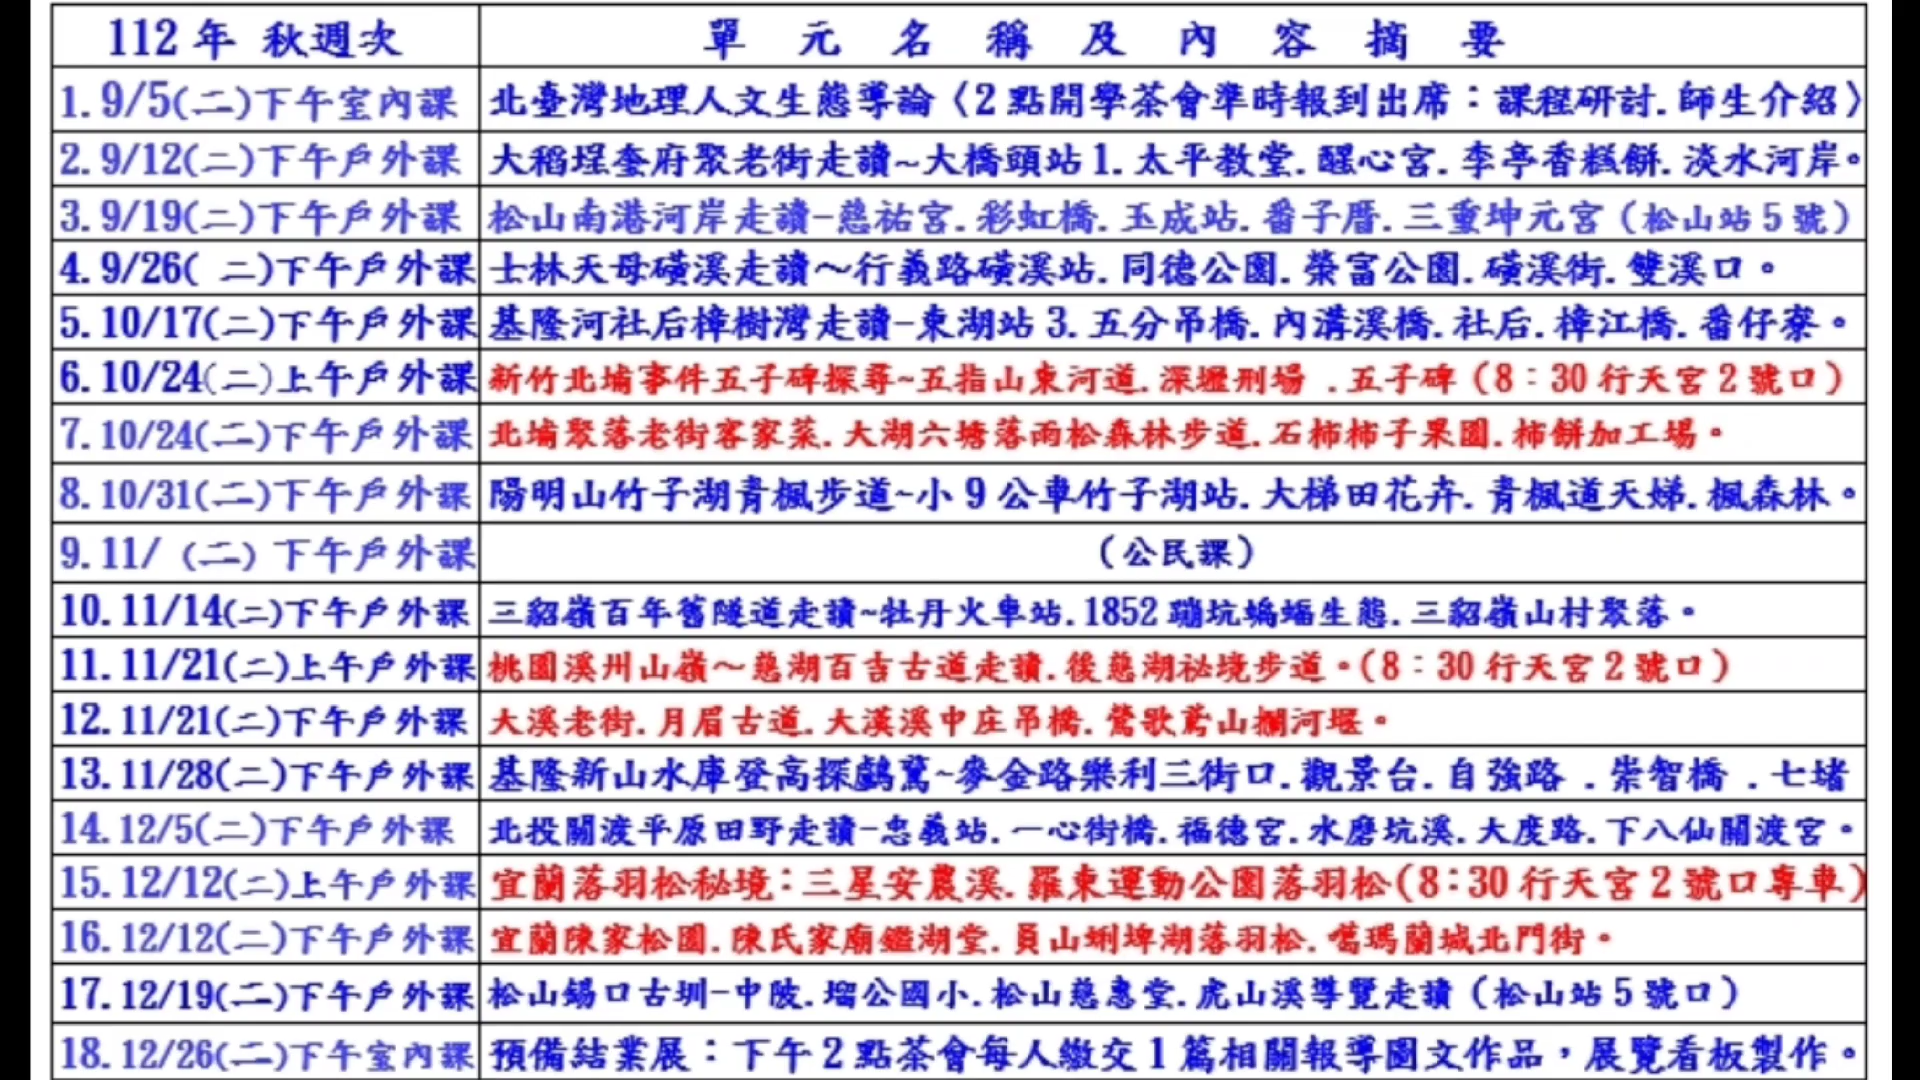 112年 秋週次 單元名稱及內容摘要
1.9/5(二)下午室內課 北臺灣地理人文生態導論〈2點開學茶會準時報到出席：課程研討.師生介紹〉
2.9/12(二)下午戶外課 大稻埕奎府聚老街走讀~大橋頭站1.太平教堂.醒心宮.李亭香糕餅.淡水河岸。
3.9/19(二)下午戶外課 松山南港河岸走讀-慈祐宮.彩虹橋.玉成站.番子厝.三重坤元宮(松山站5號)
4.9/26( 二)下午戶外課 士林天母磺溪走讀～行義路磺溪站.同德公園.榮富公園.磺溪街.雙溪口。
5.10/17(二)下午戶外課 基隆河社后樟樹灣走讀-東湖站3.五分吊橋.內溝溪橋.社后.樟江橋.番仔寮。
6.10/24(二)上午戶外課 新竹北埔事件五子碑探尋~五指山東河道.深壢刑場 .五子碑(8：30行天宮2號口)
7.10/24(二)下午戶外課 北埔聚落老街客家菜.大湖六塘落雨松森林步道.石柿柿子果園.柿餅加工場。
8.10/31(二)下午戶外課 陽明山竹子湖青楓步道~小9公車竹子湖站.大梯田花卉.青楓道天娣.楓森林。
9.11/ (二) 下午戶外課 (公民課)
10.11/14(二)下午戶外課 三貂嶺百年舊隧道走讀~牡丹火車站.1852蹦坑蝙蝠生態.三貂嶺山村聚落。
11.11/21(二)上午戶外課 桃園溪州山嶺～慈湖百吉古道走讀.後慈湖祕境步道。(8：30行天宮2號口)
12.11/21(二)下午戶外課 大溪老街.月眉古道.大漢溪中庄吊橋.鶯歌鳶山攔河堰。
13.11/28(二)下午戶外課 基隆新山水庫登高探鸕鶿~麥金路樂利三街口.觀景台.自強路 .崇智橋 .七堵
14.12/5(二)下午戶外課 北投關渡平原田野走讀-忠義站.一心街橋.福德宮.水磨坑溪.大度路.下八仙關渡宮。
15.12/12(二)上午戶外課 宜蘭落羽松秘境：三星安農溪.羅東運動公園落羽松(8：30行天宮2號口專車)
16.12/12(二)下午戶外課 宜蘭陳家松園.陳氏家廟鑑湖堂.員山蜊埤湖落羽松.噶瑪蘭城北門街。
17.12/19(二)下午戶外課 松山錫口古圳-中陂.瑠公國小.松山慈惠堂.虎山溪導覽走讀(松山站5號口)
18.12/26(二)下午室內課 預備結業展：下午2點茶會每人繳交1篇相關報導圖文作品，展覽看板製作。